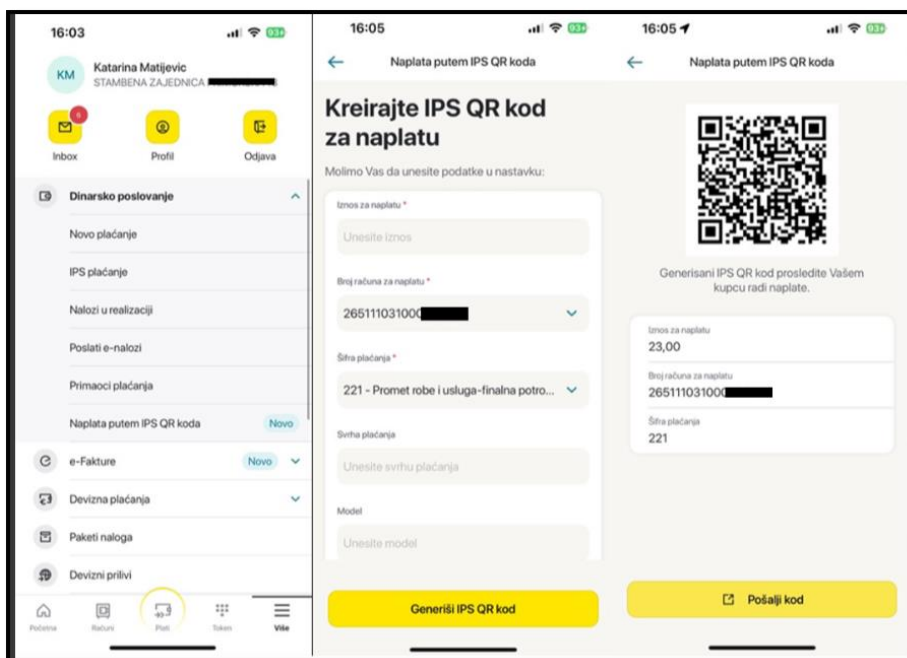 16:03
93+
KM
Katarina Matijevic
STAMBENA ZAJEDNICA
6
Inbox
Profil
Odjava
Dinarsko poslovanje
Novo plaćanje
IPS plaćanje
Nalozi u realizaciji
Poslati e-nalozi
Primaoci plaćanja
Naplata putem IPS QR koda Novo
e-Fakture Novo
Devizna plaćanja
Paketi naloga
Devizni prilivi
Početna
Računi
Plati
Token
Više
16:05
93+
Naplata putem IPS QR koda
Kreirajte IPS QR kod
za naplatu
Molimo Vas da unesite podatke u nastavku:
Iznos za naplatu *
Unesite iznos
Broj računa za naplatu *
265111031000
Šifra plaćanja *
221 - Promet robe i usluga-finalna potro...
Svrha plaćanja
Unesite svrhu plaćanja
Model
Unesite model
Generiši IPS QR kod
16:05
93+
Naplata putem IPS QR koda
Generisani IPS QR kod prosledite Vašem
kupcu radi naplate.
Iznos za naplatu
23,00
Broj računa za naplatu
265111031000
Šifra plaćanja
221
Pošalji kod